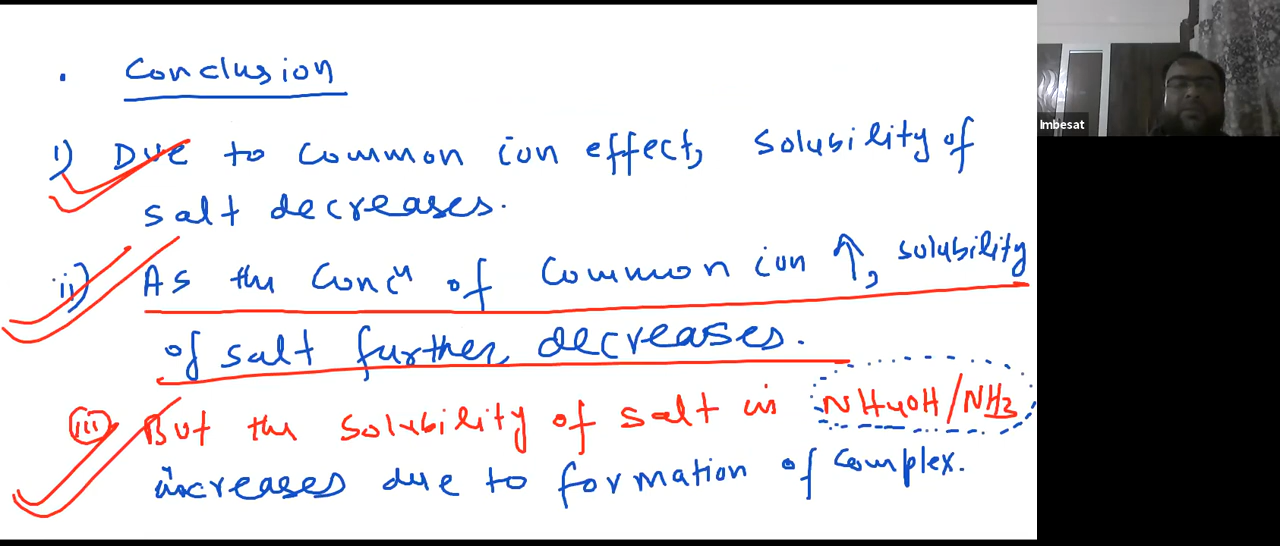 . Conclusion
i) Due to common ion effect, solubility of
salt decreases.
ii) As the concⁿ of common ion ↑, solubility
of salt further decreases.
iii) But the solubility of salt in NH4OH/NH3
increases due to formation of complex.
Imbesat